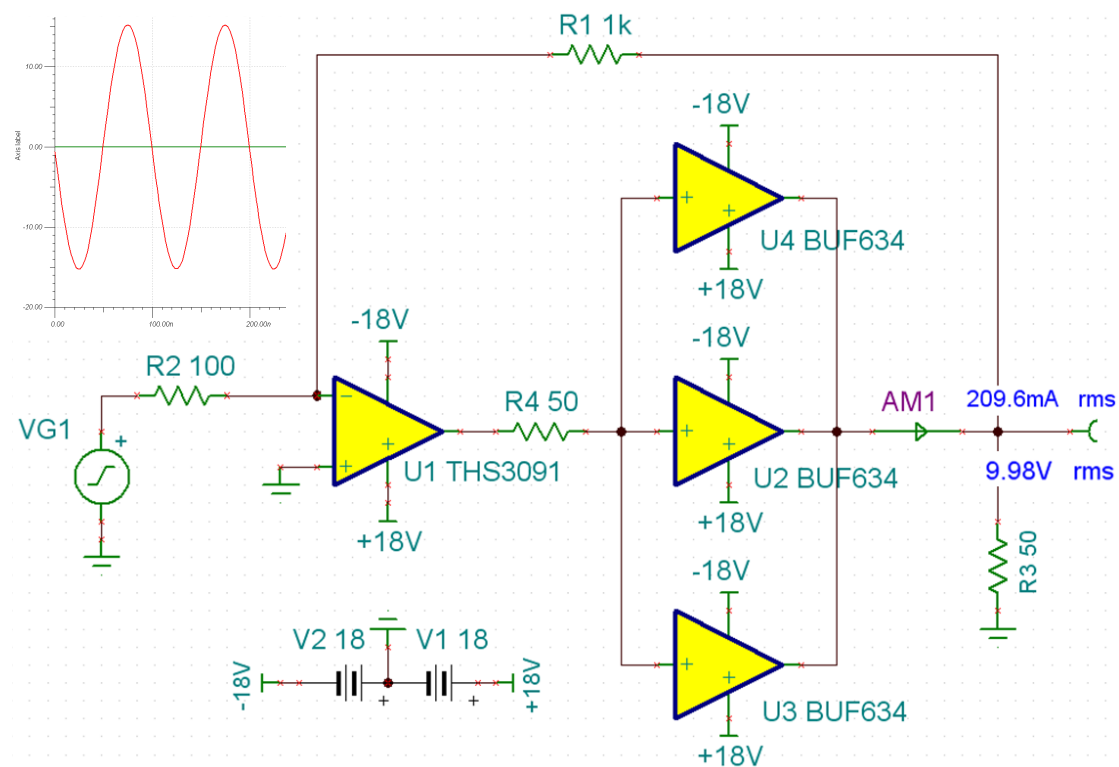 R1 1k
10.00
0.00
-10.00
-20.00
Axis label
0.00 100.00n 200.00n
-18V
U4 BUF634
+18V
-18V
R2 100
VG1
+
-18V
U1 THS3091
+18V
R4 50
U2 BUF634
+18V
AM1
209.6mA rms
9.98V rms
R3 50
-18V
U3 BUF634
+18V
V2 18
V1 18
-18V
+
+
+18V